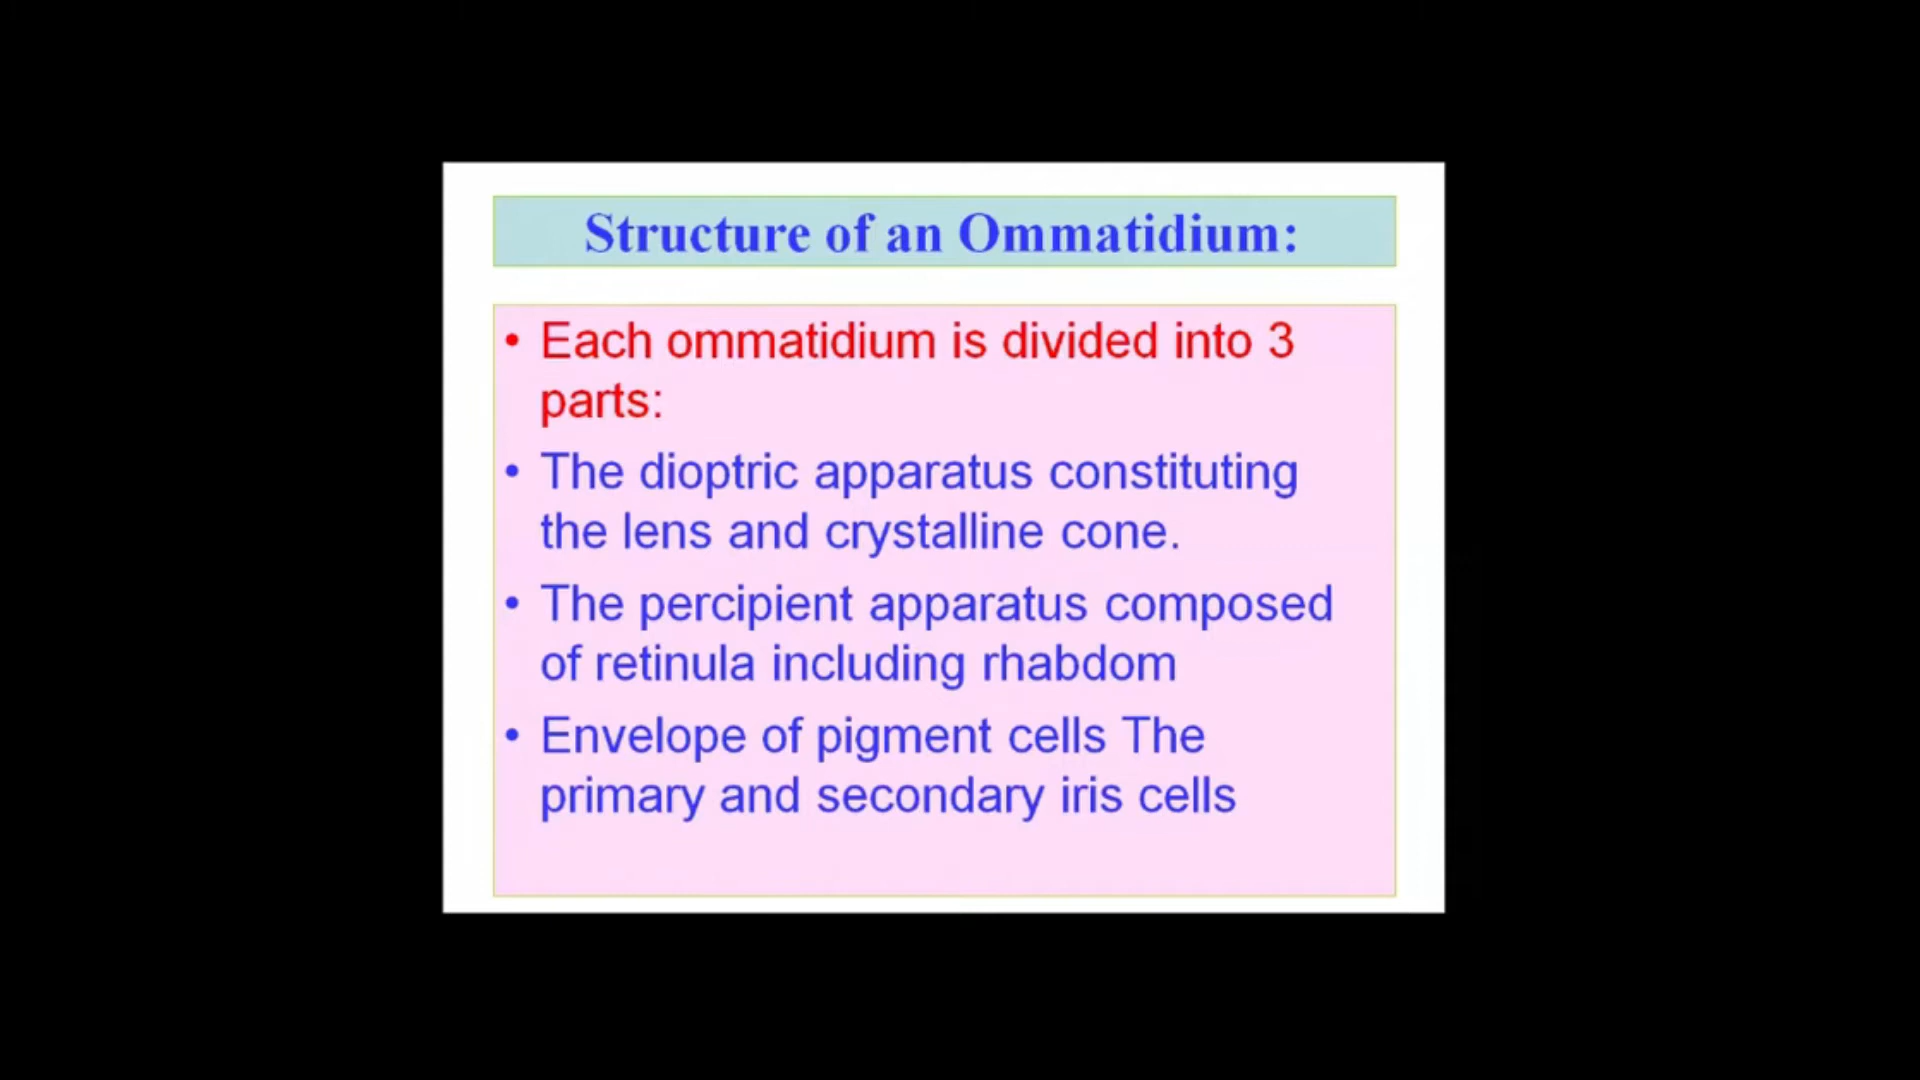 Structure of an Ommatidium:
• Each ommatidium is divided into 3
parts:
• The dioptric apparatus constituting
the lens and crystalline cone.
• The percipient apparatus composed
of retinula including rhabdom
• Envelope of pigment cells The
primary and secondary iris cells